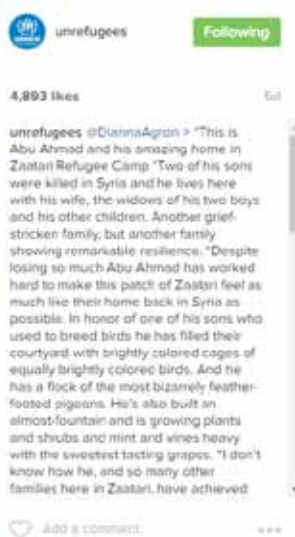 unrefugees
Following
4,893 likes
6d
unrefugees @DiannaAgron > "This is
Abu Ahmad and his amazing home in
Zaatari Refugee Camp "Two of his sons
were killed in Syria and he lives here
with his wife, the widows of his two boys
and his other children. Another grief-
stricken family, but another family
showing remarkable resilience. "Despite
losing so much Abu Ahmad has worked
hard to make this patch of Zaatari feel as
much like their home back in Syria as
possible. In honor of one of his sons who
used to breed birds he has filled their
courtyard with brightly colored cages of
equally brightly colored birds. And he
has a flock of the most bizarrely feather-
footed pigeons. He's also built an
almost-fountain and is growing plants
and shrubs and mint and vines heavy
with the sweetest tasting grapes. "I don't
know how he, and so many other
families here in Zaatari, have achieved
Add a comment